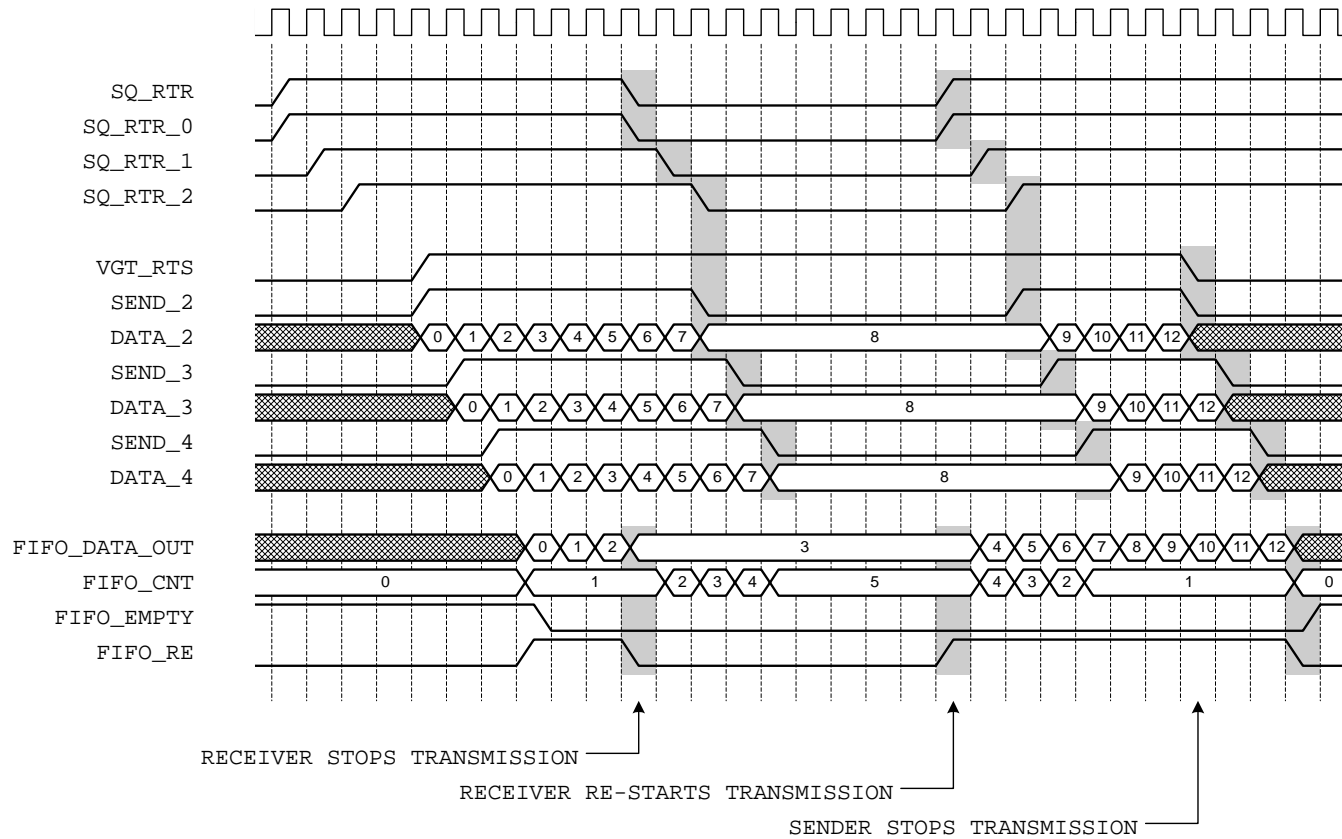 SQ_RTR
SQ_RTR_0
SQ_RTR_1
SQ_RTR_2
VGT_RTS
SEND_2
DATA_2 0 1 2 3 4 5 6 7 8 9 10 11 12
SEND_3
DATA_3 0 1 2 3 4 5 6 7 8 9 10 11 12
SEND_4
DATA_4 0 1 2 3 4 5 6 7 8 9 10 11 12
FIFO_DATA_OUT 0 1 2 3 4 5 6 7 8 9 10 11 12
FIFO_CNT 0 1 2 3 4 5 4 3 2 1 0
FIFO_EMPTY
FIFO_RE
RECEIVER STOPS TRANSMISSION
RECEIVER RE-STARTS TRANSMISSION
SENDER STOPS TRANSMISSION